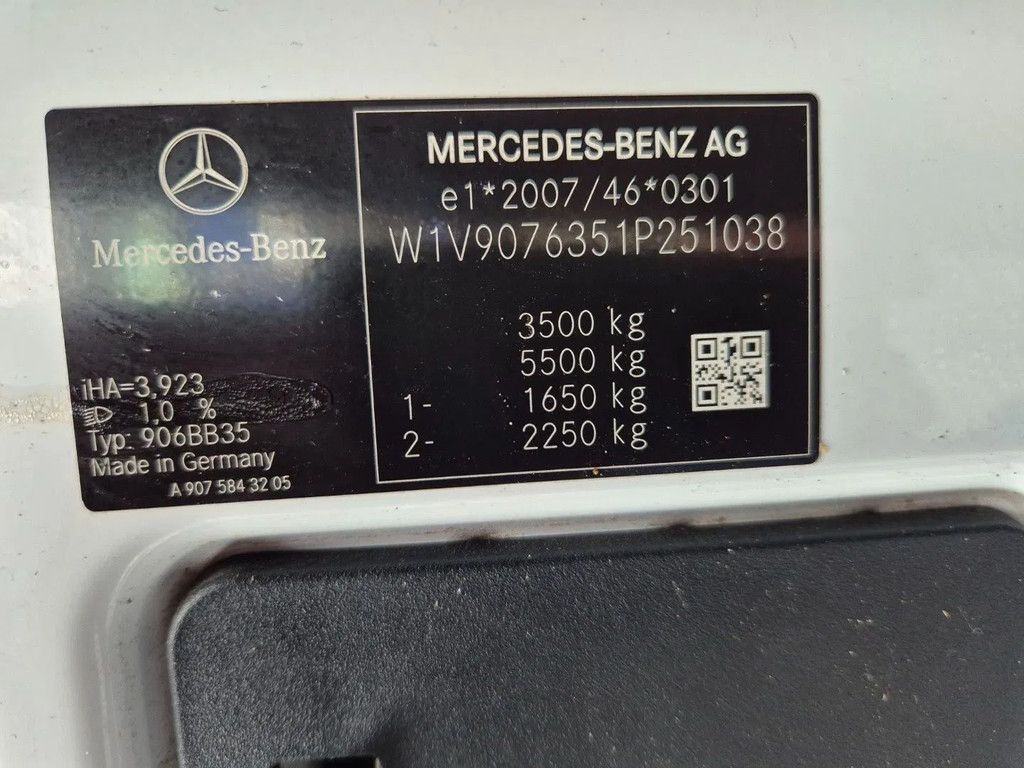 Mercedes-Benz
iHA=3,923
1,0 %
Typ: 906BB35
Made in Germany
A 907 584 32 05
MERCEDES-BENZ AG
e1*2007/46*0301
W1V9076351P251038
3500 kg
5500 kg
1- 1650 kg
2- 2250 kg